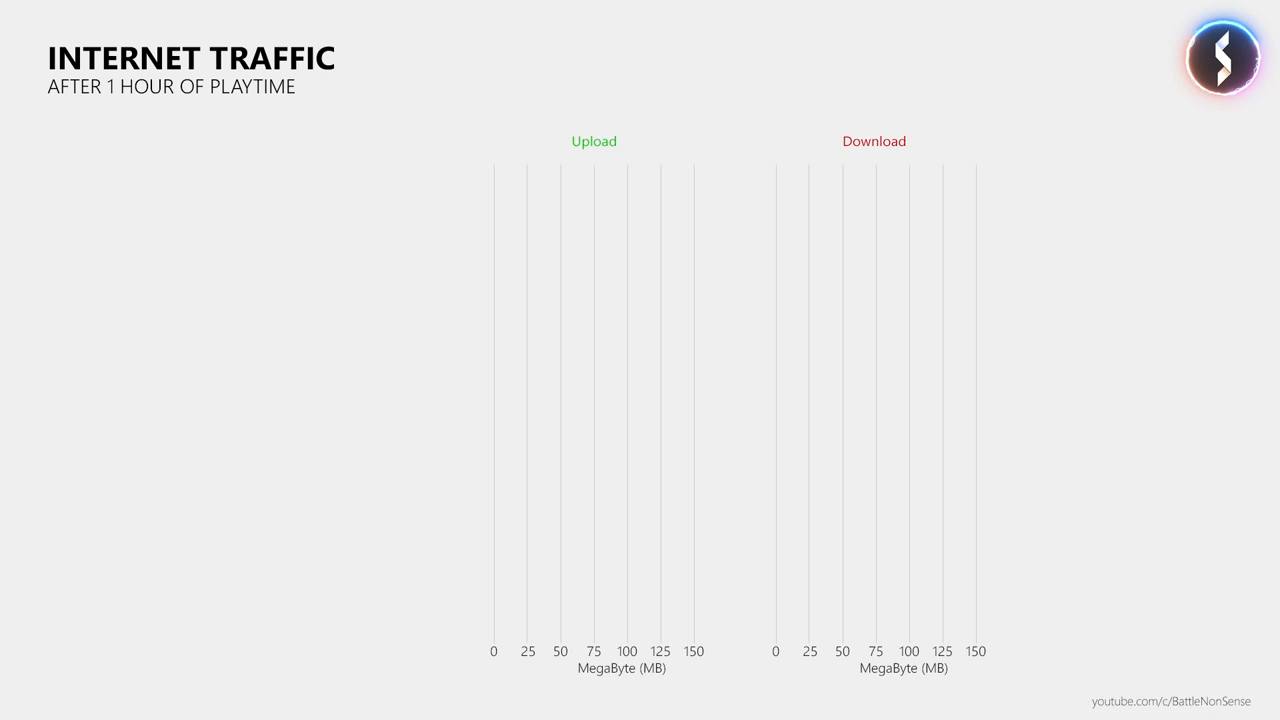 INTERNET TRAFFIC
AFTER 1 HOUR OF PLAYTIME
Upload
Download
0 25 50 75 100 125 150
0 25 50 75 100 125 150
MegaByte (MB)
MegaByte (MB)
youtube.com/c/BattleNonSense